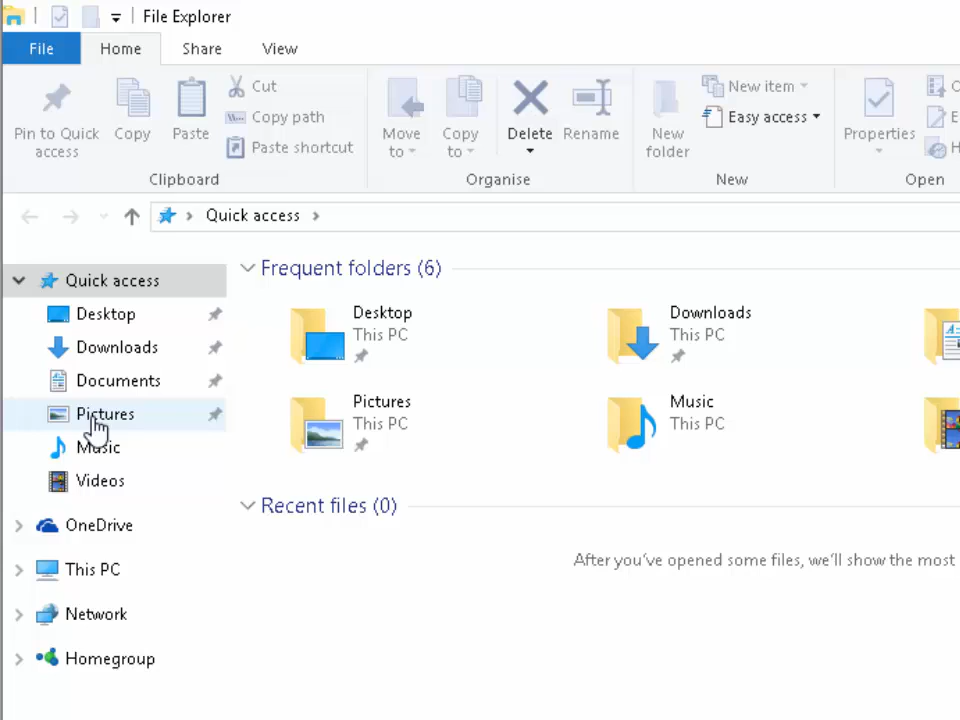 File Explorer
File
Home
Share
View
Pin to Quick access
Copy
Paste
Cut
Copy path
Paste shortcut
Clipboard
Move to
Copy to
Delete
Rename
Organise
New folder
New item
Easy access
New
Properties
Open
Quick access
Quick access
Desktop
Downloads
Documents
Pictures
Music
Videos
OneDrive
This PC
Network
Homegroup
Frequent folders (6)
Desktop
This PC
Downloads
This PC
Pictures
This PC
Music
This PC
Recent files (0)
After you've opened some files, we'll show the most